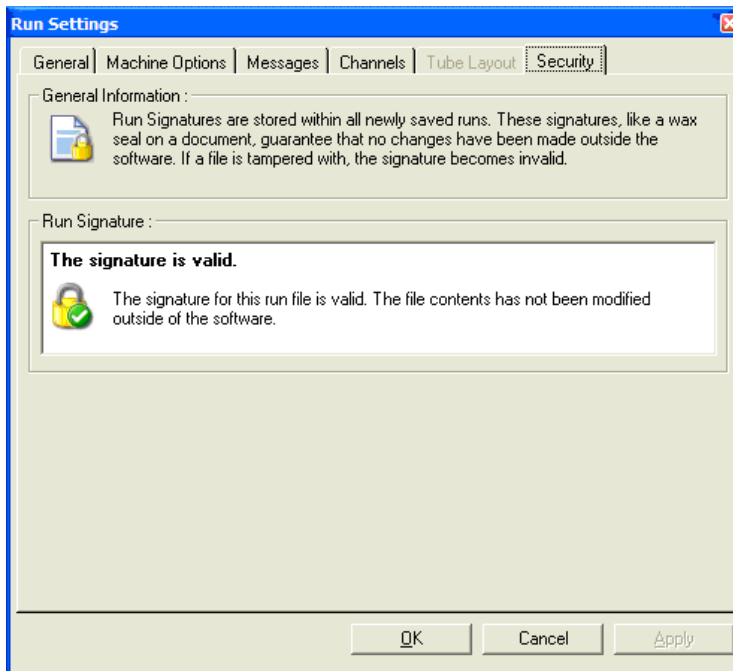 Run Settings
General Machine Options Messages Channels Tube Layout Security
General Information :
Run Signatures are stored within all newly saved runs. These signatures, like a wax
seal on a document, guarantee that no changes have been made outside the
software. If a file is tampered with, the signature becomes invalid.
Run Signature :
The signature is valid.
The signature for this run file is valid. The file contents has not been modified
outside of the software.
OK Cancel Apply